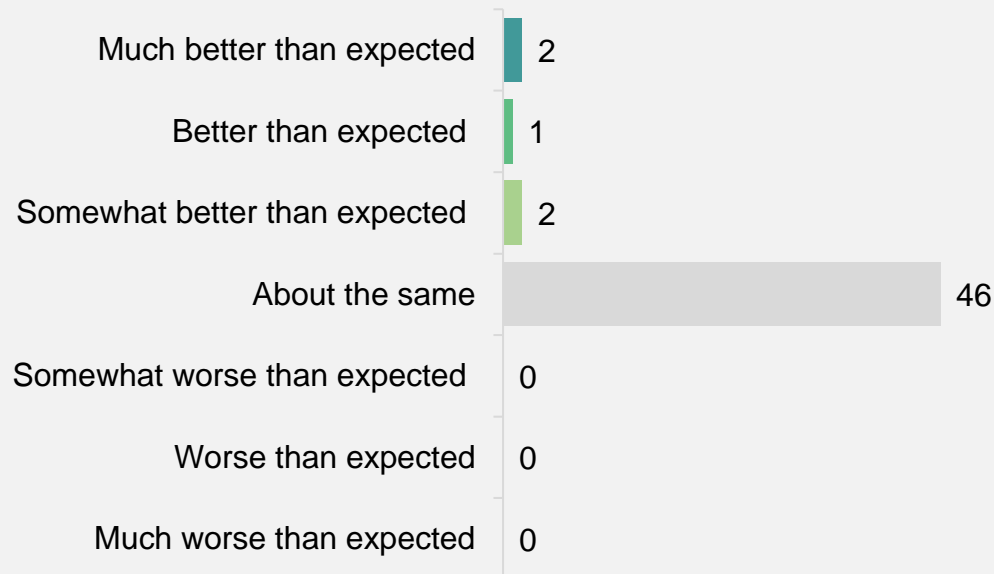 Much better than expected 2
Better than expected 1
Somewhat better than expected 2
About the same 46
Somewhat worse than expected 0
Worse than expected 0
Much worse than expected 0